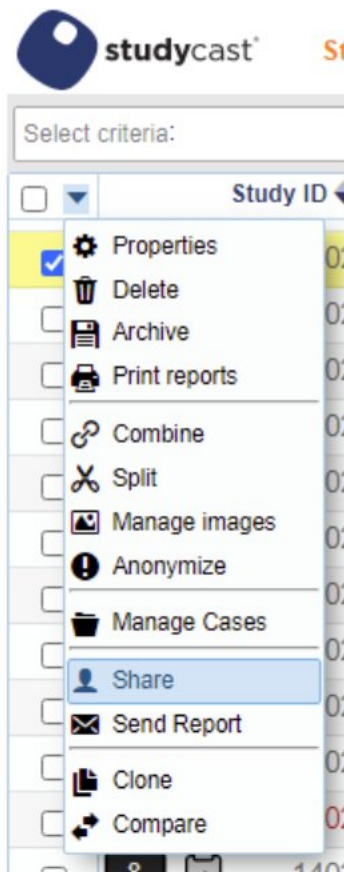 studycast®
St
Select criteria:
Study ID
Properties
Delete
Archive
Print reports
Combine
Split
Manage images
Anonymize
Manage Cases
Share
Send Report
Clone
Compare